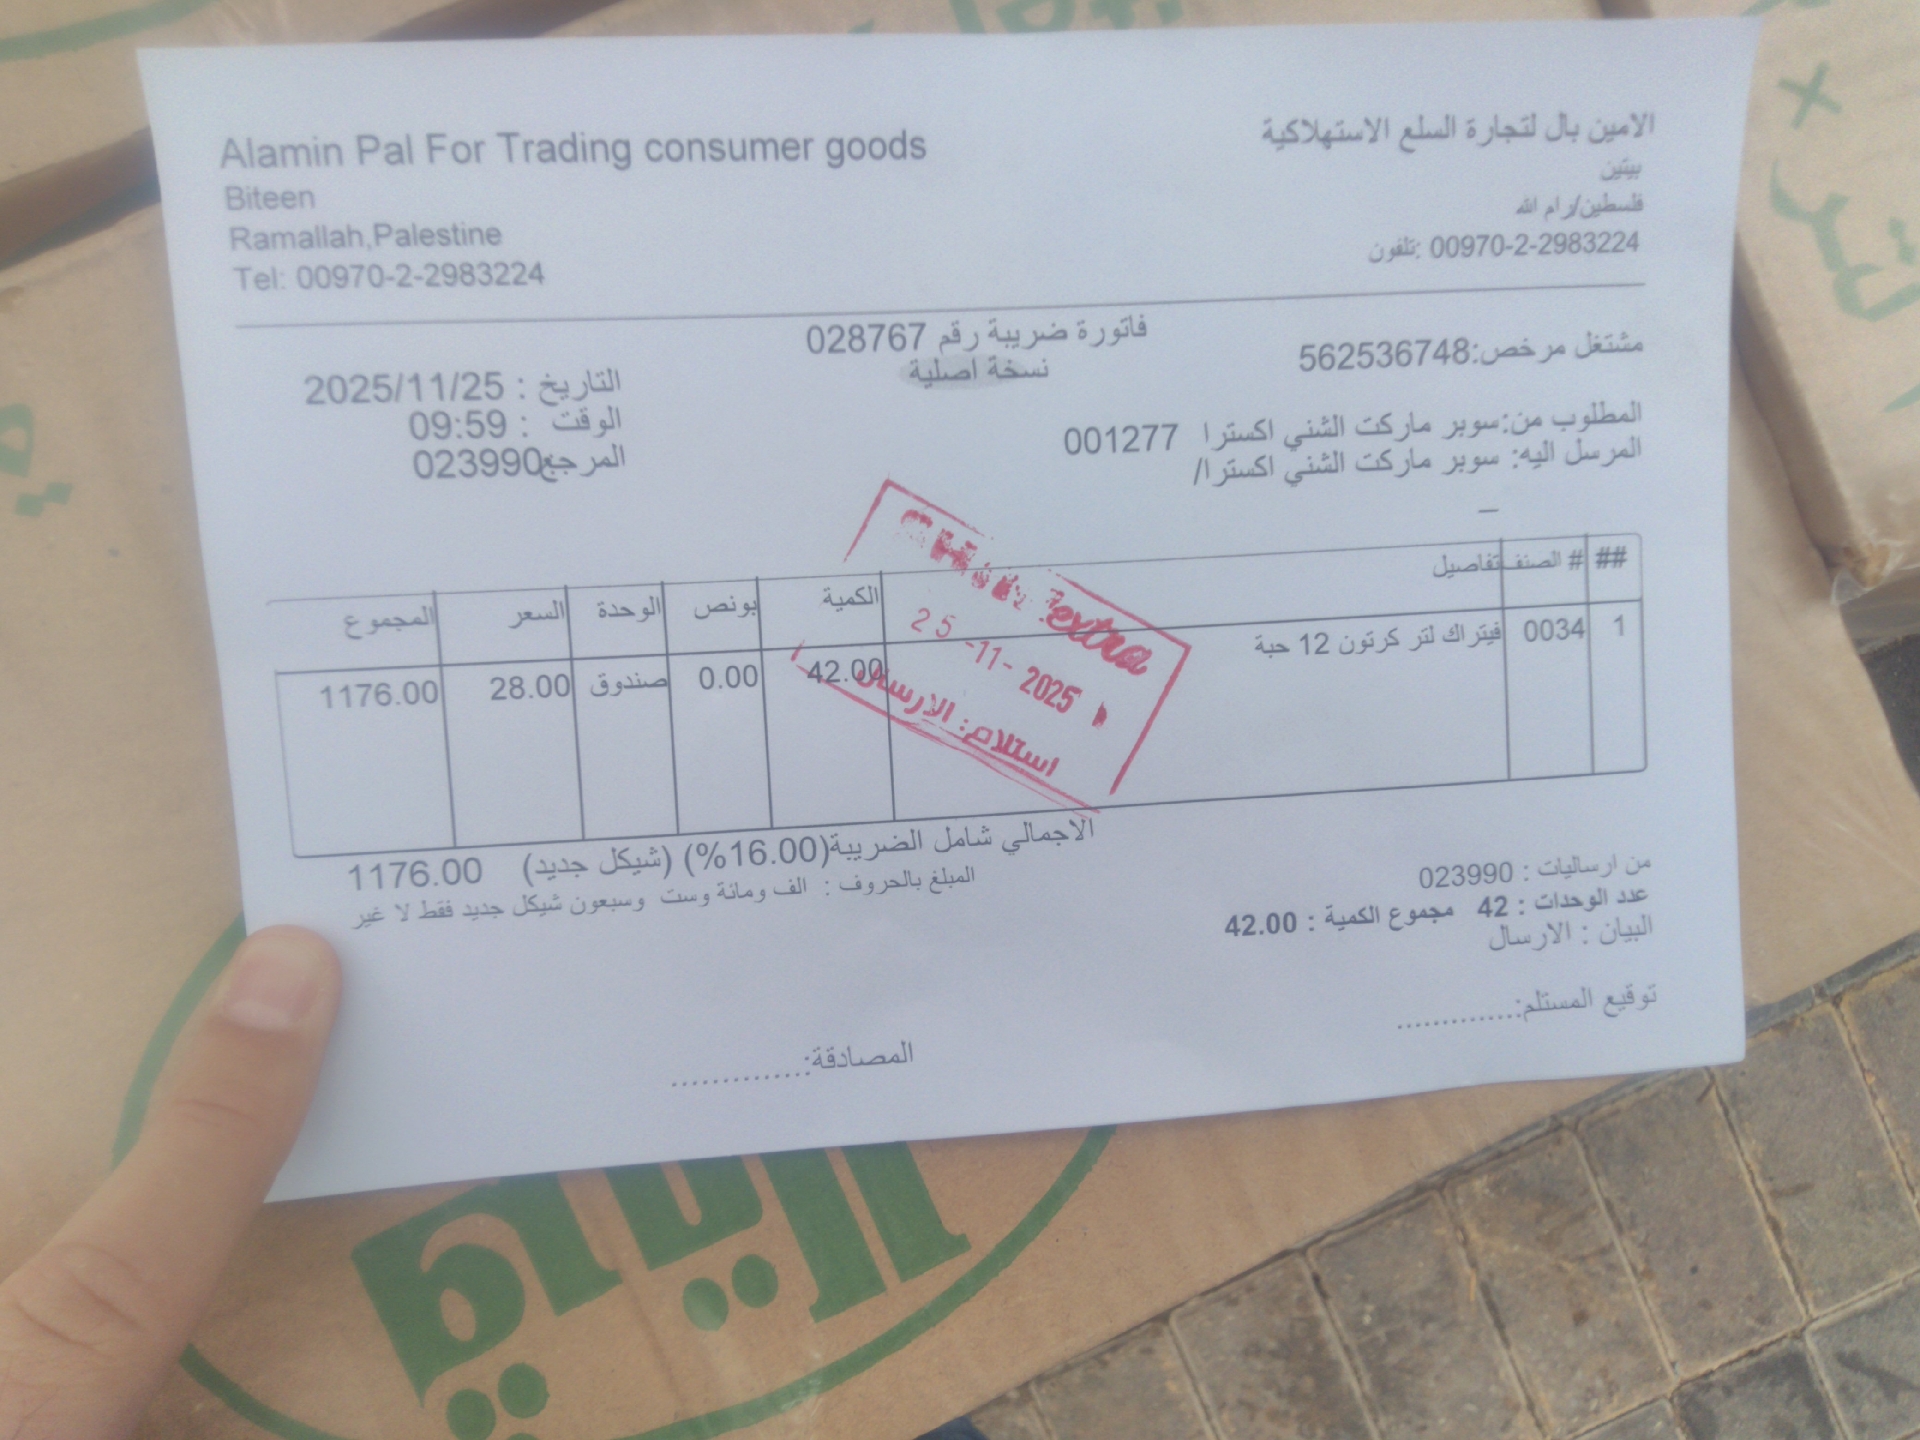 Alamin Pal For Trading consumer goods
Biteen
Ramallah,Palestine
Tel: 00970-2-2983224
الامين بال لتجارة السلع الاستهلاكية
بيتين
فلسطين/رام الله
تلفون: 00970-2-2983224
فاتورة ضريبة رقم 028767
نسخة اصلية
مشتغل مرخص:562536748
التاريخ : 2025/11/25
الوقت : 09:59
المرجع 023990
المطلوب من:سوبر ماركت الشني اكسترا 001277
المرسل اليه: سوبر ماركت الشني اكسترا/
## # الصنف تفاصيل الكمية بونص الوحدة السعر المجموع
1 0034 فيتراك لتر كرتون 12 حبة 42.00 0.00 صندوق 28.00 1176.00
extra
25-11-2025
استلام: الارسال
الاجمالي شامل الضريبة(16.00%) (شيكل جديد) 1176.00
المبلغ بالحروف : الف ومائة وست وسبعون شيكل جديد فقط لا غير
من ارساليات : 023990
عدد الوحدات : 42 مجموع الكمية : 42.00
البيان : الارسال
توقيع المستلم:..............
المصادقة:..............